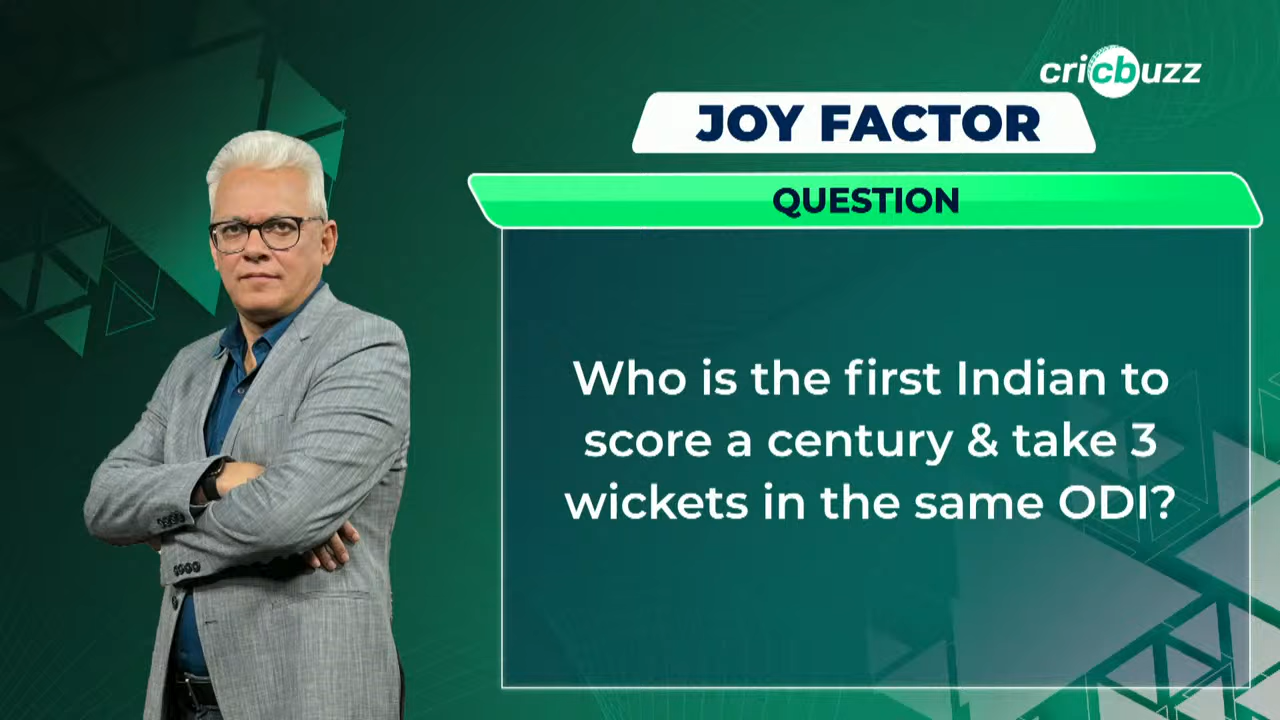 cricbuzz
JOY FACTOR
QUESTION
Who is the first Indian to
score a century & take 3
wickets in the same ODI?